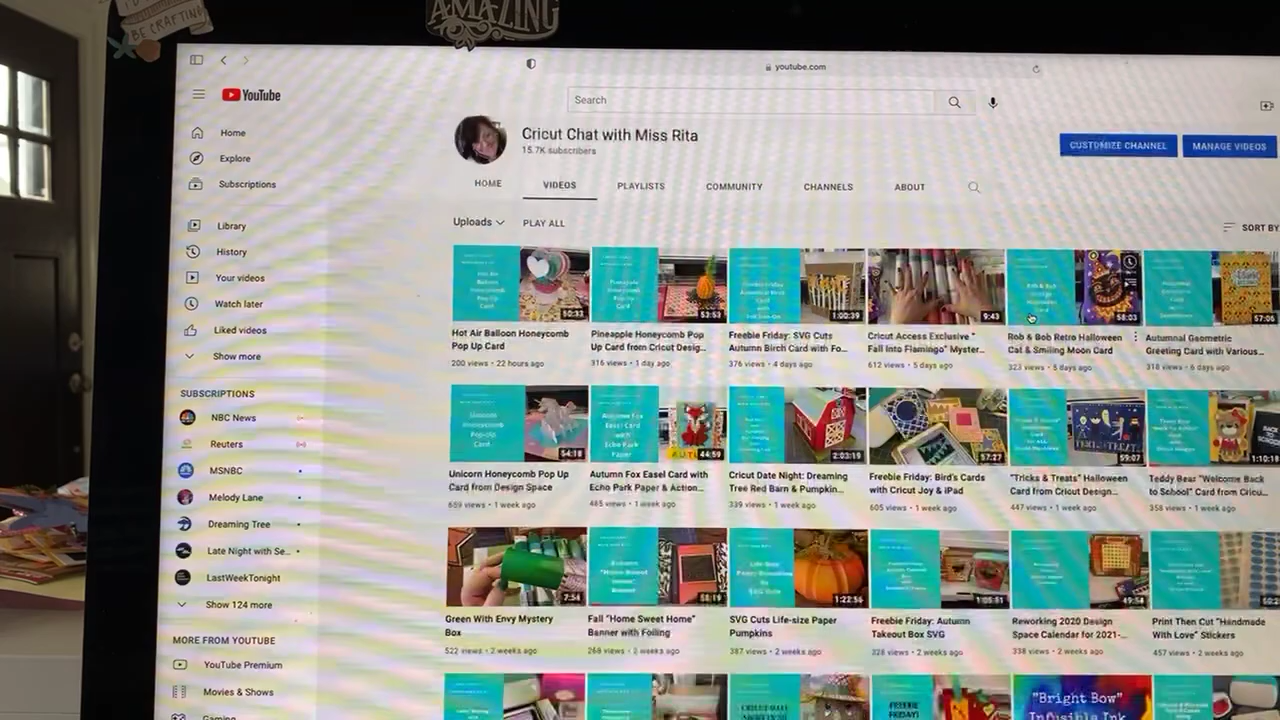 BE CRAFTING
AMAZING
youtube.com
YouTube
Search
Cricut Chat with Miss Rita
15.7K subscribers
CUSTOMIZE CHANNEL
MANAGE VIDEOS
HOME
VIDEOS
PLAYLISTS
COMMUNITY
CHANNELS
ABOUT
Uploads
PLAY ALL
SORT BY
Home
Explore
Subscriptions
Library
History
Your videos
Watch later
Liked videos
Show more
SUBSCRIPTIONS
NBC News
Reuters
MSNBC
Melody Lane
Dreaming Tree
Late Night with Se...
LastWeekTonight
Show 124 more
MORE FROM YOUTUBE
YouTube Premium
Movies & Shows
Gaming
50:33
53:53
1:00:39
9:43
58:03
57:06
Hot Air Balloon Honeycomb
Pop Up Card
200 views • 22 hours ago
Pineapple Honeycomb Pop
Up Card from Cricut Desig...
316 views • 1 day ago
Freebie Friday: SVG Cuts
Autumn Birch Card with Fo...
376 views • 4 days ago
Cricut Access Exclusive "
Fall Into Flamingo" Myster...
612 views • 5 days ago
Rob & Bob Retro Halloween
Cat & Smiling Moon Card
323 views • 5 days ago
Autumnal Geometric
Greeting Card with Various...
318 views • 6 days ago
54:18
44:59
2:03:19
57:27
59:07
1:10:18
Unicorn Honeycomb Pop Up
Card from Design Space
659 views • 1 week ago
Autumn Fox Easel Card with
Echo Park Paper & Action...
485 views • 1 week ago
Cricut Date Night: Dreaming
Tree Red Barn & Pumpkin...
339 views • 1 week ago
Freebie Friday: Bird's Cards
with Cricut Joy & iPad
605 views • 1 week ago
"Tricks & Treats" Halloween
Card from Cricut Design...
447 views • 1 week ago
Teddy Bear "Welcome Back
to School" Card from Cricu...
358 views • 1 week ago
7:54
58:19
1:22:56
1:05:51
49:54
Green With Envy Mystery
Box
522 views • 2 weeks ago
Fall "Home Sweet Home"
Banner with Foiling
268 views • 2 weeks ago
SVG Cuts Life-size Paper
Pumpkins
387 views • 2 weeks ago
Freebie Friday: Autumn
Takeout Box SVG
328 views • 2 weeks ago
Reworking 2020 Design
Space Calendar for 2021-...
338 views • 2 weeks ago
Print Then Cut "Handmade
With Love" Stickers
457 views • 2 weeks ago
FREEBIE
FRIDAY!
"Bright Bow"
Infusible Ink